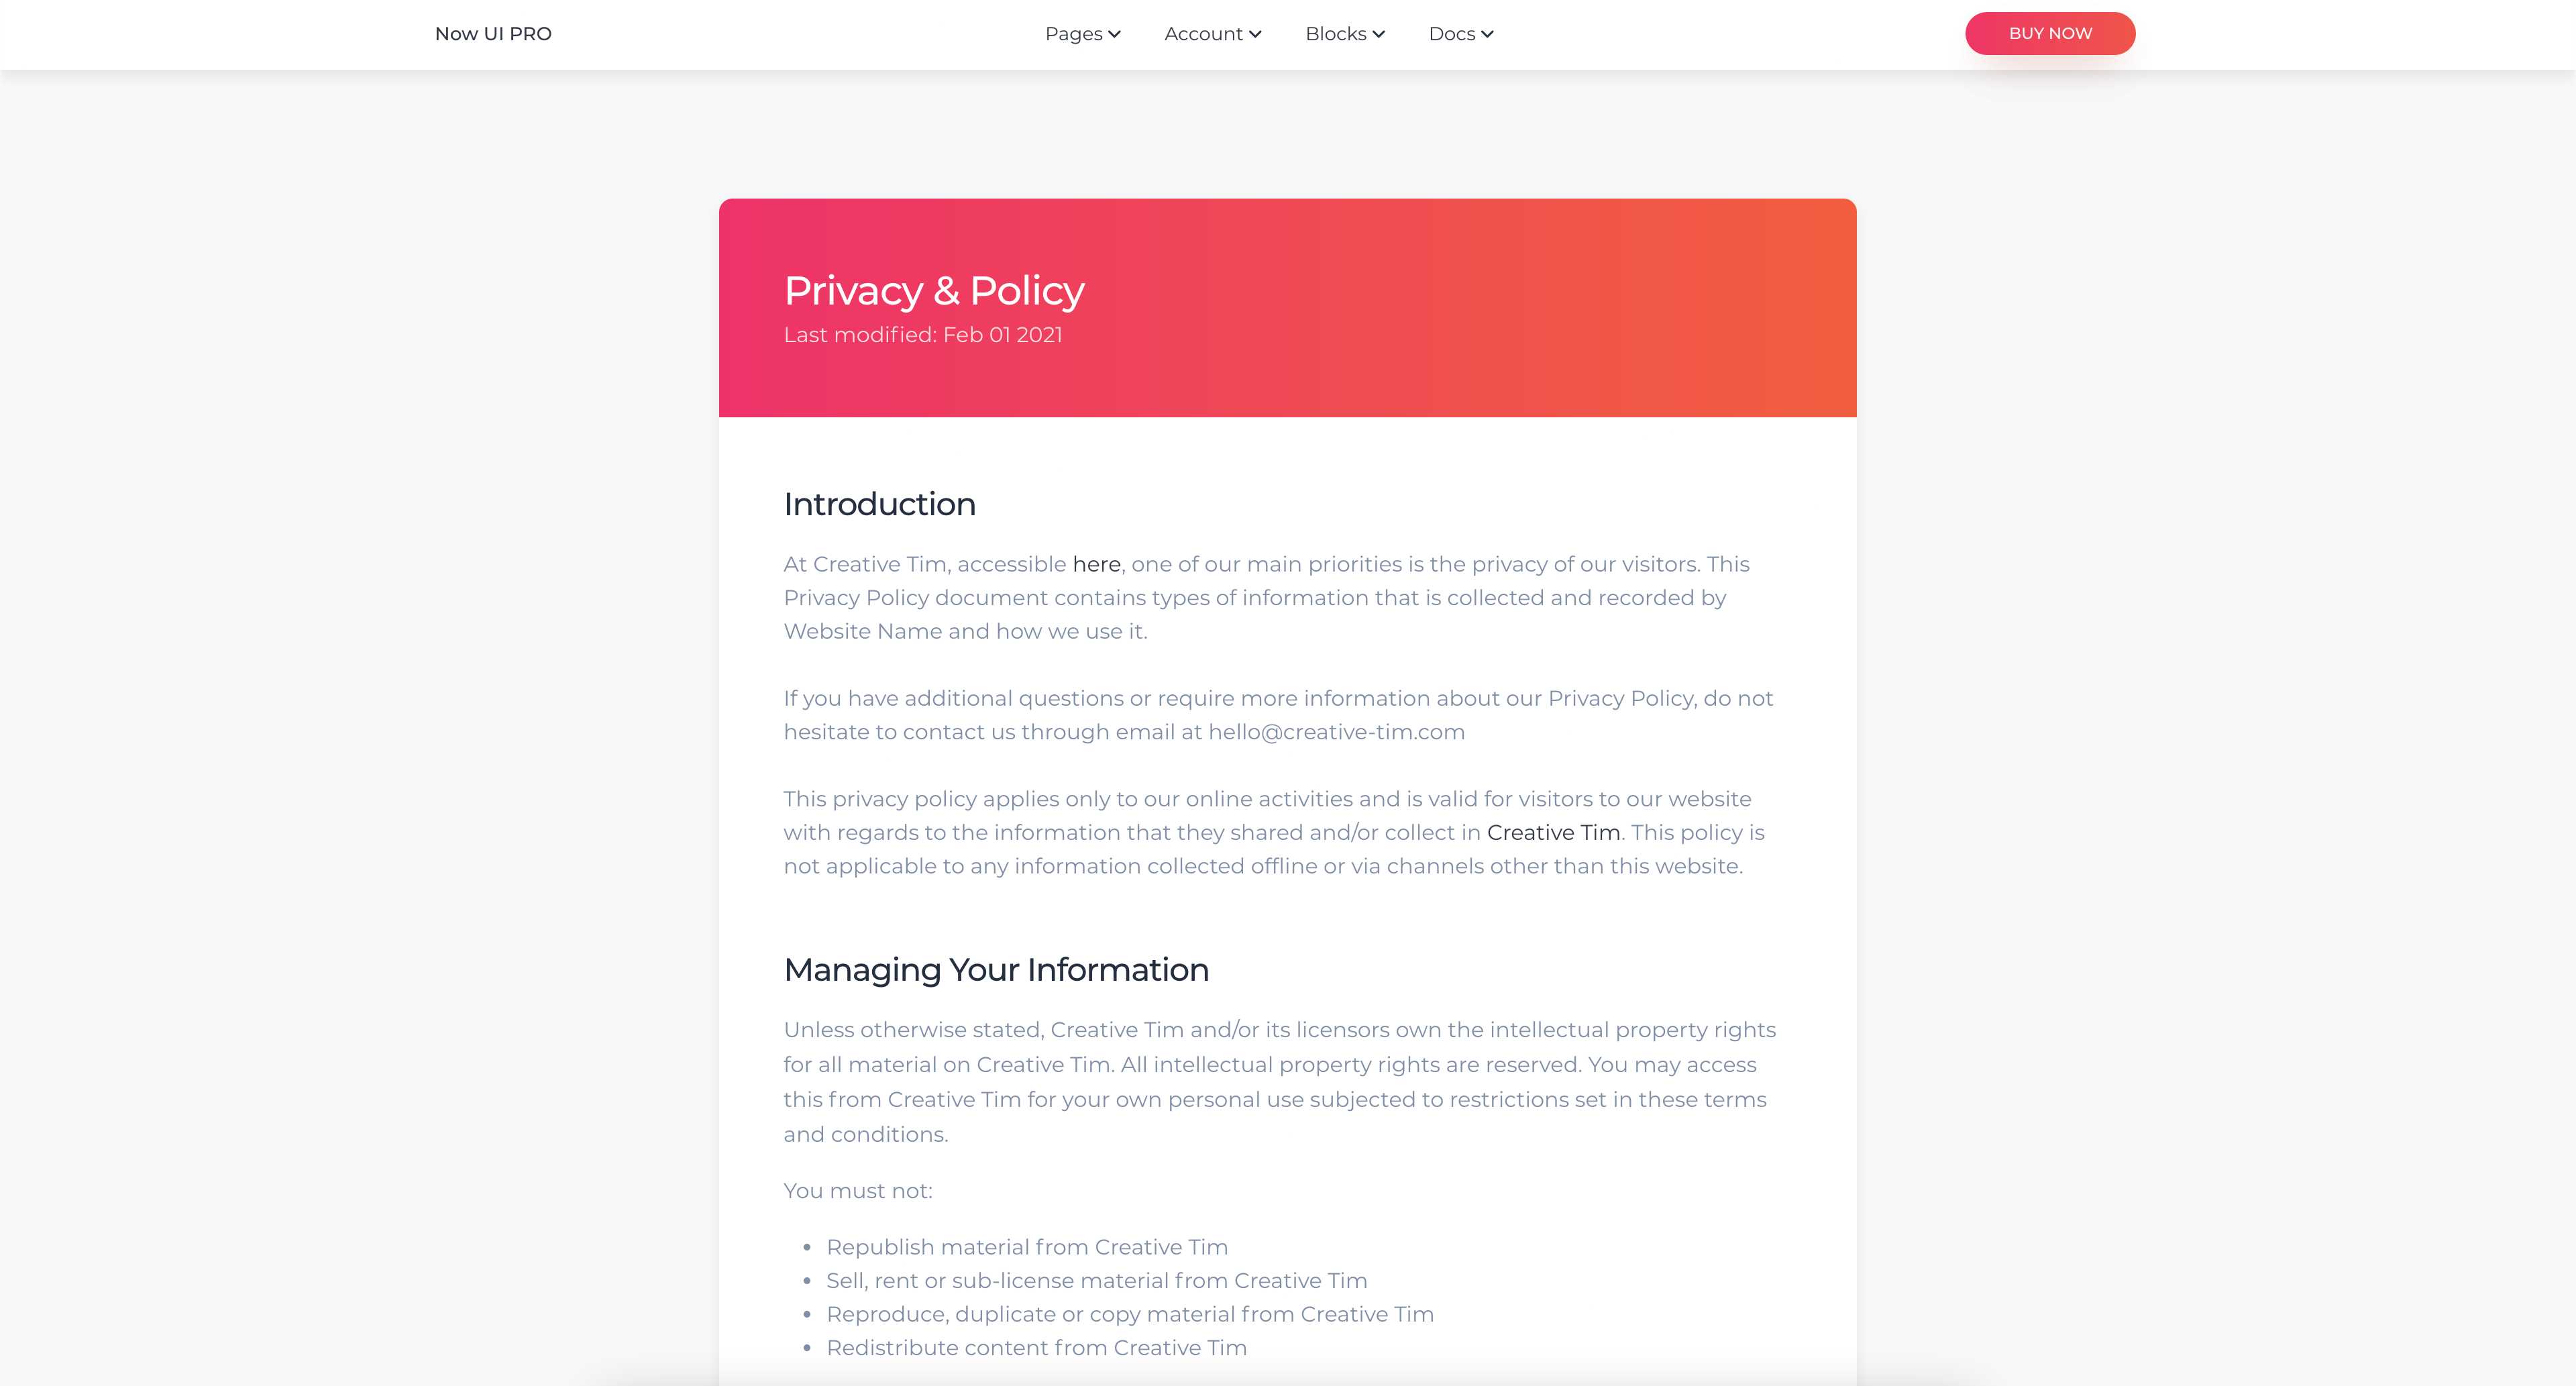 Now UI PRO
Pages
Account
Blocks
Docs
BUY NOW
Privacy & Policy
Last modified: Feb 01 2021
Introduction
At Creative Tim, accessible here, one of our main priorities is the privacy of our visitors. This
Privacy Policy document contains types of information that is collected and recorded by
Website Name and how we use it.
If you have additional questions or require more information about our Privacy Policy, do not
hesitate to contact us through email at hello@creative-tim.com
This privacy policy applies only to our online activities and is valid for visitors to our website
with regards to the information that they shared and/or collect in Creative Tim. This policy is
not applicable to any information collected offline or via channels other than this website.
Managing Your Information
Unless otherwise stated, Creative Tim and/or its licensors own the intellectual property rights
for all material on Creative Tim. All intellectual property rights are reserved. You may access
this from Creative Tim for your own personal use subjected to restrictions set in these terms
and conditions.
You must not:
• Republish material from Creative Tim
• Sell, rent or sub-license material from Creative Tim
• Reproduce, duplicate or copy material from Creative Tim
• Redistribute content from Creative Tim